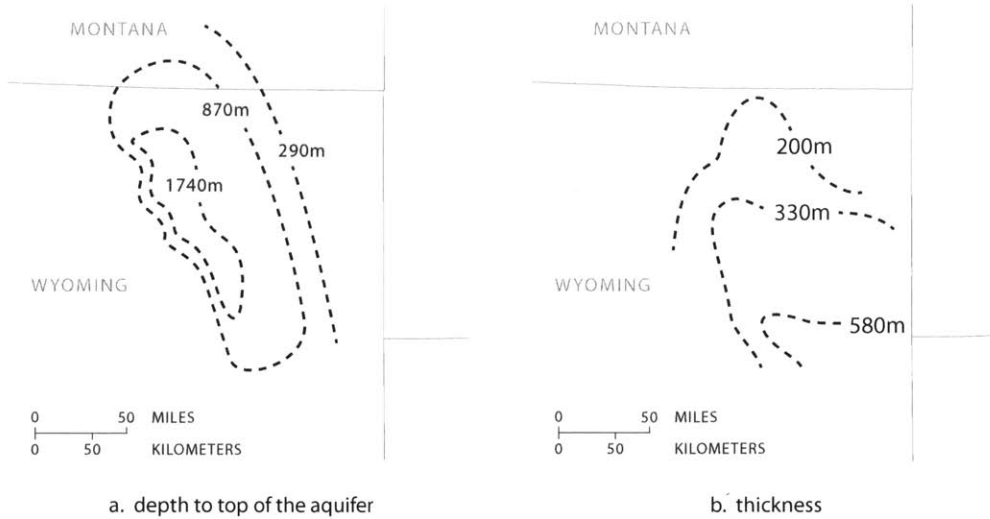 MONTANA
870m
290m
1740m
WYOMING
0 50 MILES
0 50 KILOMETERS
a. depth to top of the aquifer
MONTANA
200m
330m
WYOMING
580m
0 50 MILES
0 50 KILOMETERS
b. thickness